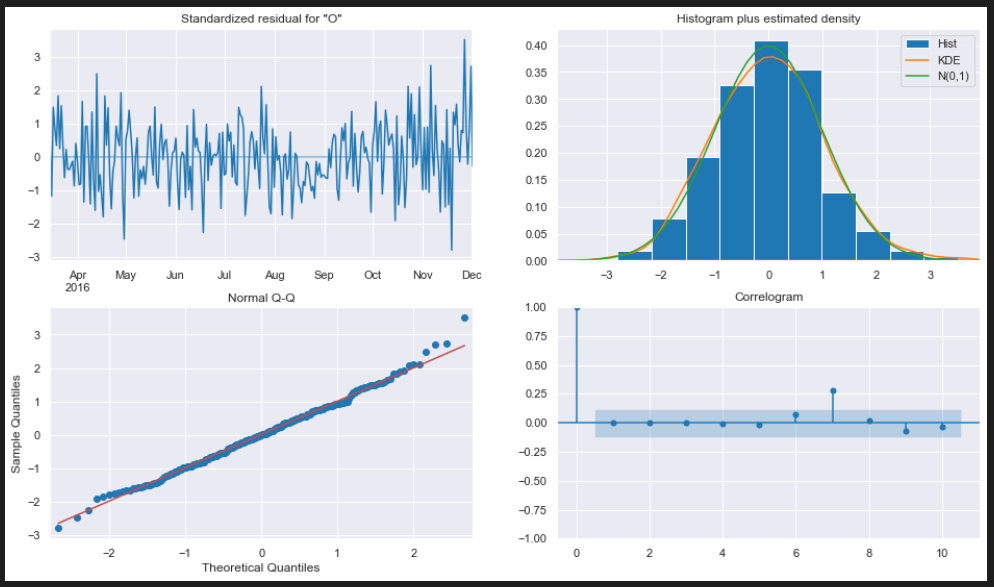 Standardized residual for "O"
3
2
1
0
−1
−2
−3
Apr
2016
May
Jun
Jul
Aug
Sep
Oct
Nov
Dec
Histogram plus estimated density
Hist
KDE
N(0,1)
0.40
0.35
0.30
0.25
0.20
0.15
0.10
0.05
0.00
−3
−2
−1
0
1
2
3
Normal Q-Q
Sample Quantiles
3
2
1
0
−1
−2
−3
−2
−1
0
1
2
Theoretical Quantiles
Correlogram
1.00
0.75
0.50
0.25
0.00
−0.25
−0.50
−0.75
−1.00
0
2
4
6
8
10